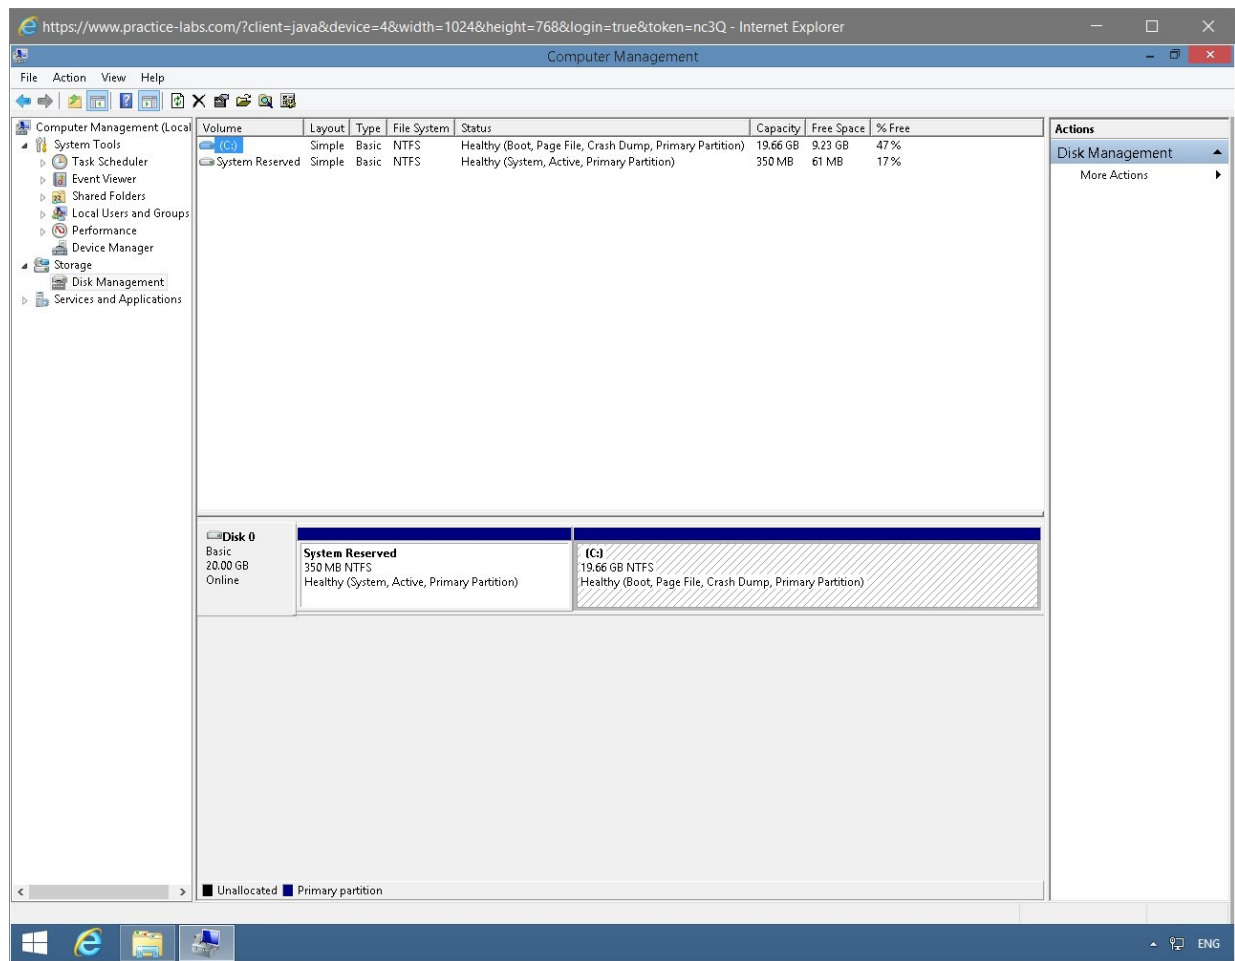 https://www.practice-labs.com/?client=java&device=4&width=1024&height=768&login=true&token=nc3Q - Internet Explorer
Computer Management
File Action View Help
Computer Management (Local
System Tools
Task Scheduler
Event Viewer
Shared Folders
Local Users and Groups
Performance
Device Manager
Storage
Disk Management
Services and Applications
Volume Layout Type File System Status Capacity Free Space % Free
(C:) Simple Basic NTFS Healthy (Boot, Page File, Crash Dump, Primary Partition) 19.66 GB 9.23 GB 47 %
System Reserved Simple Basic NTFS Healthy (System, Active, Primary Partition) 350 MB 61 MB 17 %
Actions
Disk Management
More Actions
Disk 0
Basic
20.00 GB
Online
System Reserved
350 MB NTFS
Healthy (System, Active, Primary Partition)
(C:)
19.66 GB NTFS
Healthy (Boot, Page File, Crash Dump, Primary Partition)
Unallocated Primary partition
ENG